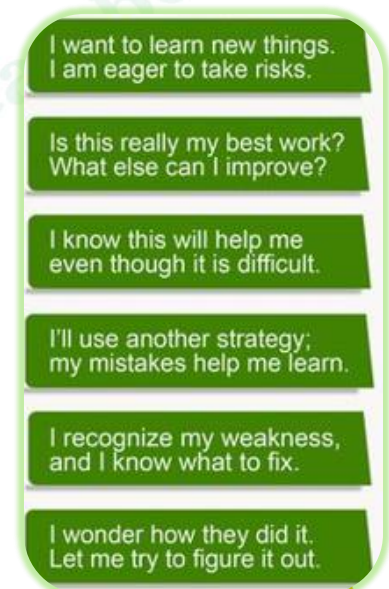 I want to learn new things.
I am eager to take risks.
Is this really my best work?
What else can I improve?
I know this will help me
even though it is difficult.
I'll use another strategy;
my mistakes help me learn.
I recognize my weakness,
and I know what to fix.
I wonder how they did it.
Let me try to figure it out.